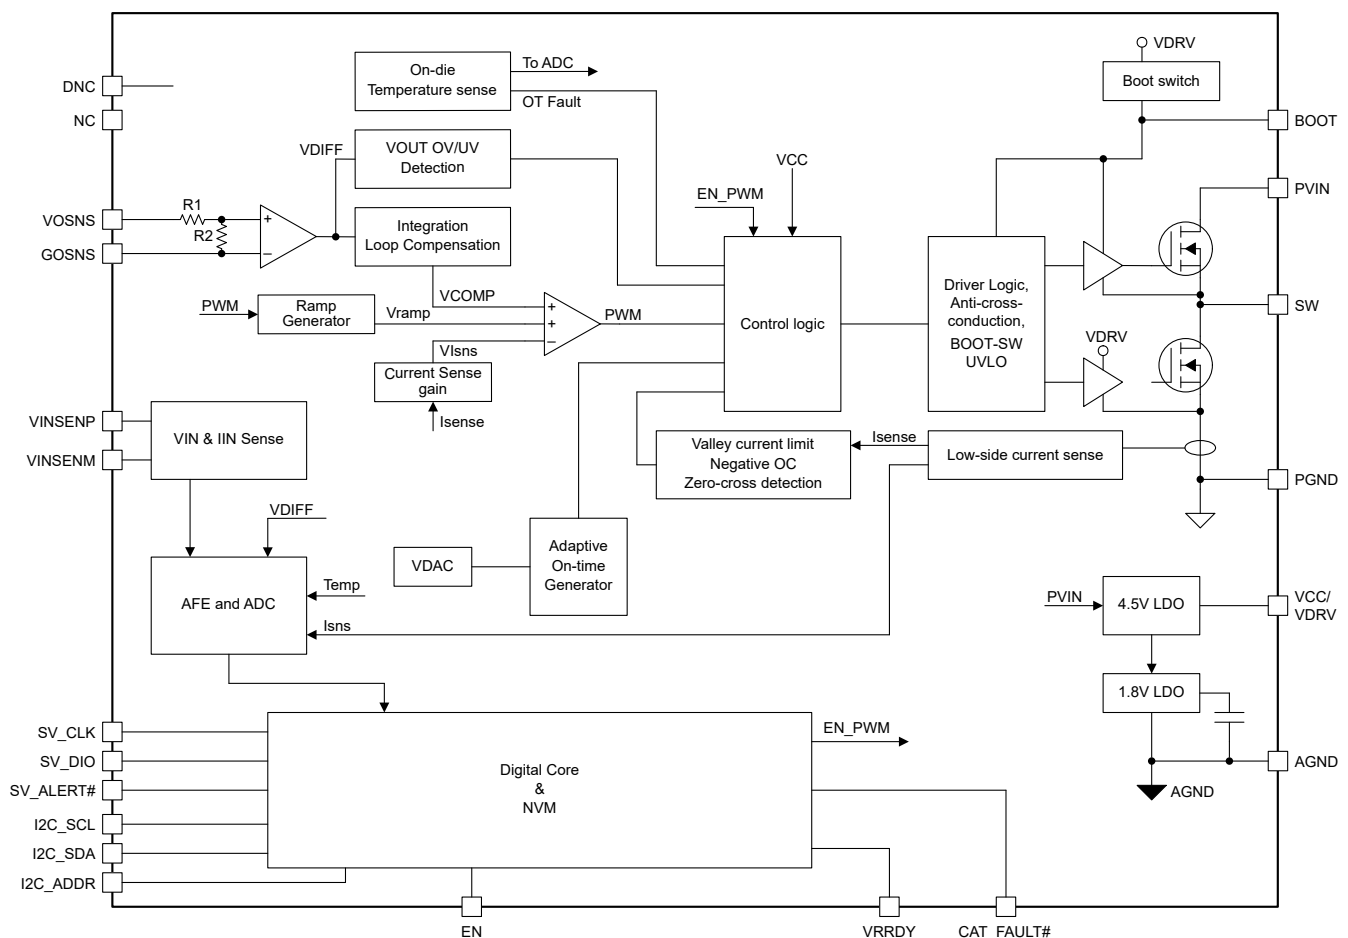 VDRV
On-die
Temperature sense
To ADC
OT Fault
Boot switch
DNC
NC
BOOT
VDIFF
VOUT OV/UV
Detection
VCC
EN_PWM
PVIN
R1
VOSNS
R2
GOSNS
+
−
Integration
Loop Compensation
VCOMP
PWM
Ramp
Generator
Vramp
+
+
−
PWM
Control logic
Driver Logic,
Anti-cross-
conduction,
BOOT-SW
UVLO
SW
VDRV
VIsns
Current Sense
gain
Isense
VINSENP
VINSENM
VIN & IIN Sense
Valley current limit
Negative OC
Zero-cross detection
Isense
Low-side current sense
PGND
VDIFF
VDAC
Adaptive
On-time
Generator
AFE and ADC
Temp
Isns
PVIN
4.5V LDO
VCC/
VDRV
1.8V LDO
AGND
AGND
SV_CLK
SV_DIO
SV_ALERT#
I2C_SCL
I2C_SDA
I2C_ADDR
Digital Core
&
NVM
EN_PWM
EN
VRRDY
CAT FAULT#